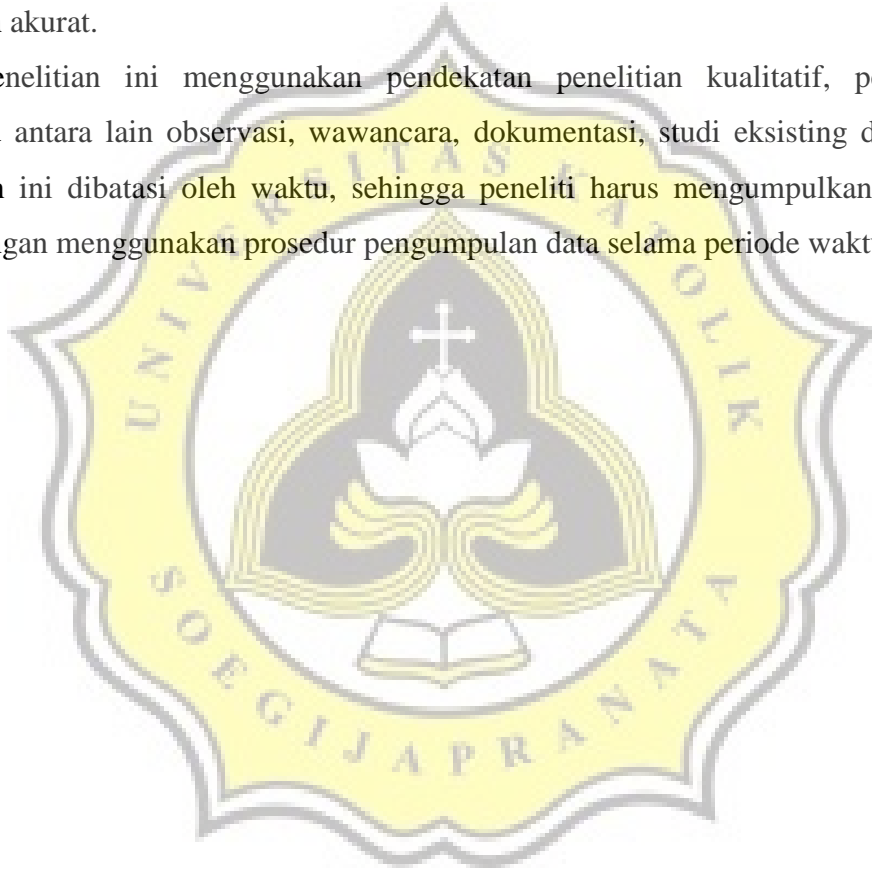 akurat.
enelitian ini menggunakan pendekatan penelitian kualitatif, pe
antara lain observasi, wawancara, dokumentasi, studi eksisting d
ini dibatasi oleh waktu, sehingga peneliti harus mengumpulkan
gan menggunakan prosedur pengumpulan data selama periode waktu
UNIVERSITAS KATOLIK
SOEGIJAPRANATA